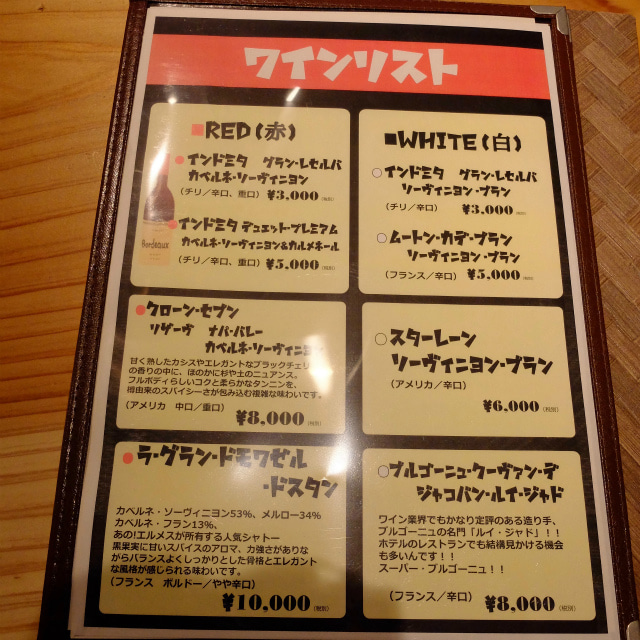 ワインリスト
■RED(赤)
●インドミタ グラン・レセルバ
カベルネ・ソーヴィニヨン
(チリ/辛口、重口) ¥3,000(税別)
●インドミタ デュエット・プレミアム
カベルネ・ソーヴィニヨン&カルメネール
(チリ/辛口、重口) ¥5,000(税別)
Bordeaux
●クローン・セブン
リザーヴ ナパ・バレー
カベルネ・ソーヴィニヨン
甘く熟したカシスやエレガントなブラックチェリー
の香りの中に、ほのかに杉や土のニュアンス。
フルボディらしいコクと柔らかなタンニンを、
樽由来のスパイシーさが包み込む複雑な味わいです。
(アメリカ 中口/重口)
¥8,000(税別)
●ラ・グラン・ドモワゼル
・ドスタン
カベルネ・ソーヴィニヨン53%、メルロー34%
カベルネ・フラン13%、
あの!エルメスが所有する人気シャトー
黒果実に甘いスパイスのアロマ、力強さがありな
がらバランスよくしっかりとした骨格とエレガント
な風格が感じられる味わいです。
(フランス ボルドー/やや辛口)
¥10,000(税別)
■WHITE(白)
○インドミタ グラン・レセルバ
ソーヴィニヨン・ブラン
(チリ/辛口) ¥3,000(税別)
○ムートン・カデ・ブラン
ソーヴィニヨン・ブラン
(フランス/辛口) ¥5,000(税別)
○スターレーン
ソーヴィニヨン・ブラン
(アメリカ/辛口)
¥6,000(税別)
○ブルゴーニュ・クーヴァン・デ
ジャコバン・ルイ・ジャド
ワイン業界でもかなり定評のある造り手、
ブルゴーニュの名門「ルイ・ジャド」!!
ホテルのレストランでも結構見かける機会
も多いんです!!
スーパー・ブルゴーニュ!!
(フランス/辛口) ¥8,000(税別)